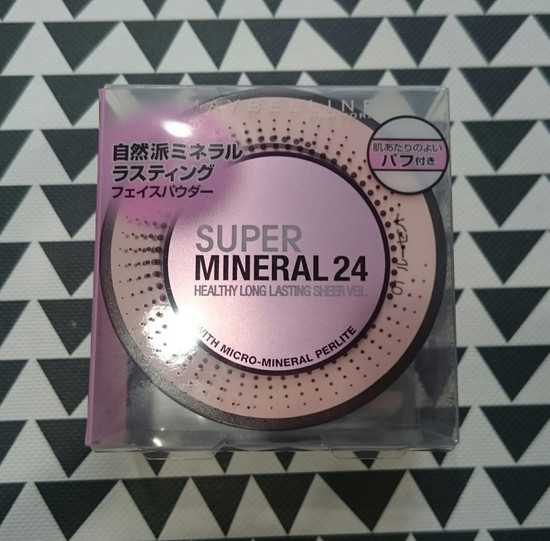 MAYBELLINE
自然派ミネラル
ラスティング
フェイスパウダー
肌あたりのよい
パフ付き
SUPER
MINERAL 24
HEALTHY LONG LASTING SHEER VEIL.
WITH MICRO-MINERAL PERLITE